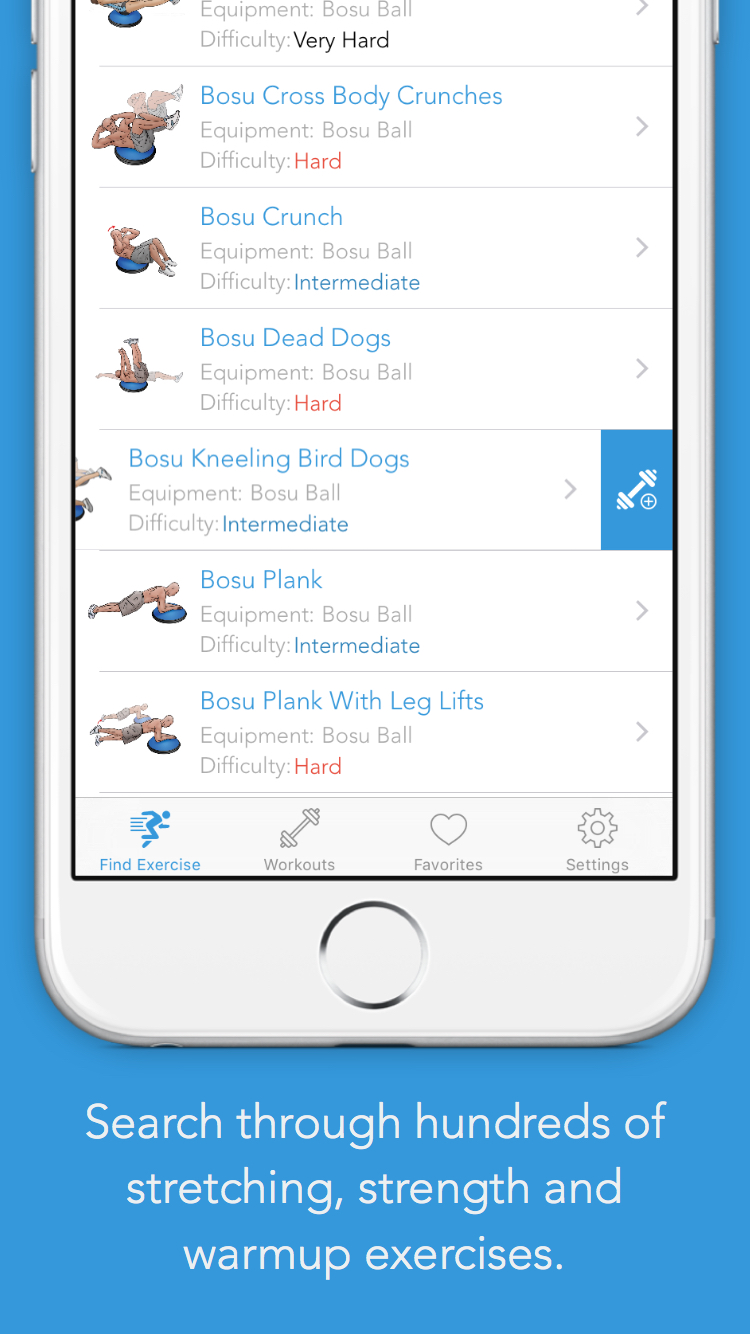 Equipment: Bosu Ball
Difficulty: Very Hard
Bosu Cross Body Crunches
Equipment: Bosu Ball
Difficulty: Hard
Bosu Crunch
Equipment: Bosu Ball
Difficulty: Intermediate
Bosu Dead Dogs
Equipment: Bosu Ball
Difficulty: Hard
Bosu Kneeling Bird Dogs
Equipment: Bosu Ball
Difficulty: Intermediate
Bosu Plank
Equipment: Bosu Ball
Difficulty: Intermediate
Bosu Plank With Leg Lifts
Equipment: Bosu Ball
Difficulty: Hard
Find Exercise Workouts Favorites Settings
Search through hundreds of
stretching, strength and
warmup exercises.